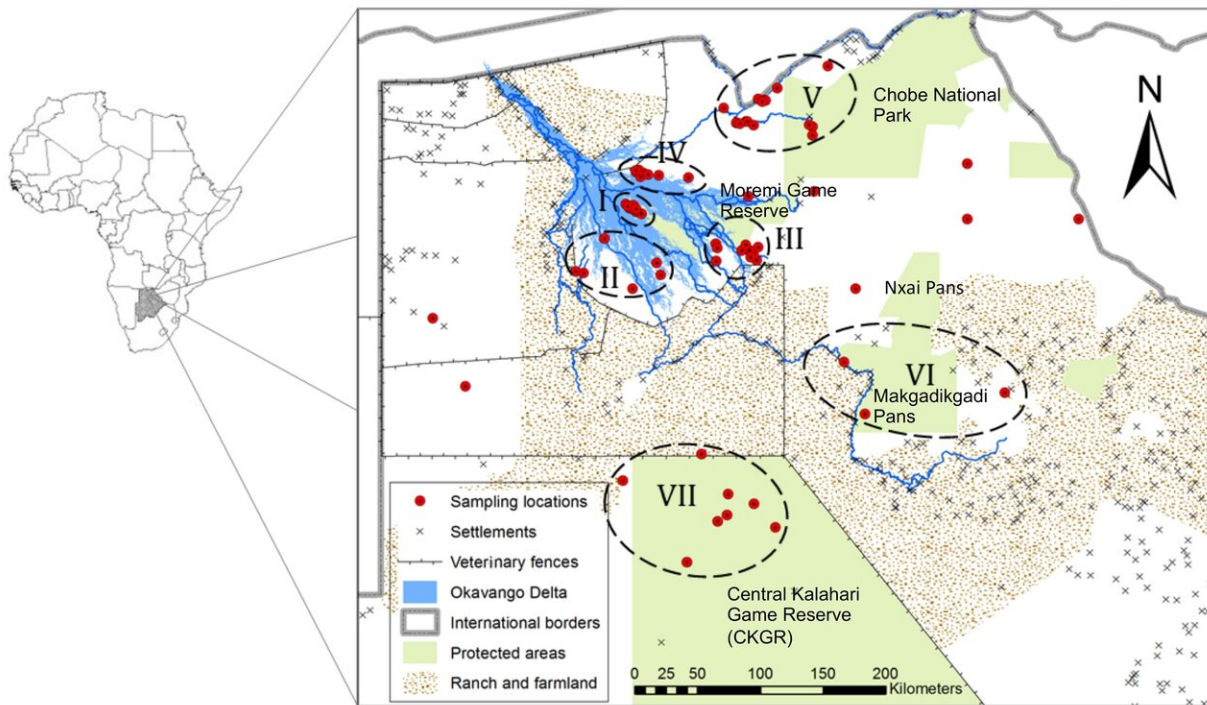 N
V
Chobe National
Park
IV
I
Moremi Game
Reserve
III
II
Nxai Pans
VI
Makgadikgadi
Pans
VII
Sampling locations
Settlements
Veterinary fences
Okavango Delta
International borders
Protected areas
Ranch and farmland
Central Kalahari
Game Reserve
(CKGR)
0 25 50 100 150 200
Kilometers